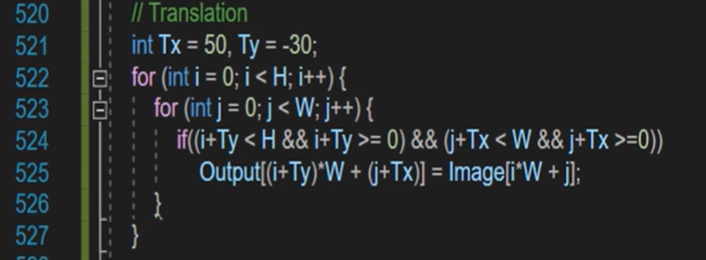 520 // Translation
521 int Tx = 50, Ty = -30;
522 for (int i = 0; i < H; i++) {
523 for (int j = 0; j < W; j++) {
524 if((i+Ty < H && i+Ty >= 0) && (j+Tx < W && j+Tx >=0))
525 Output[(i+Ty)*W + (j+Tx)] = Image[i*W + j];
526 }
527 }